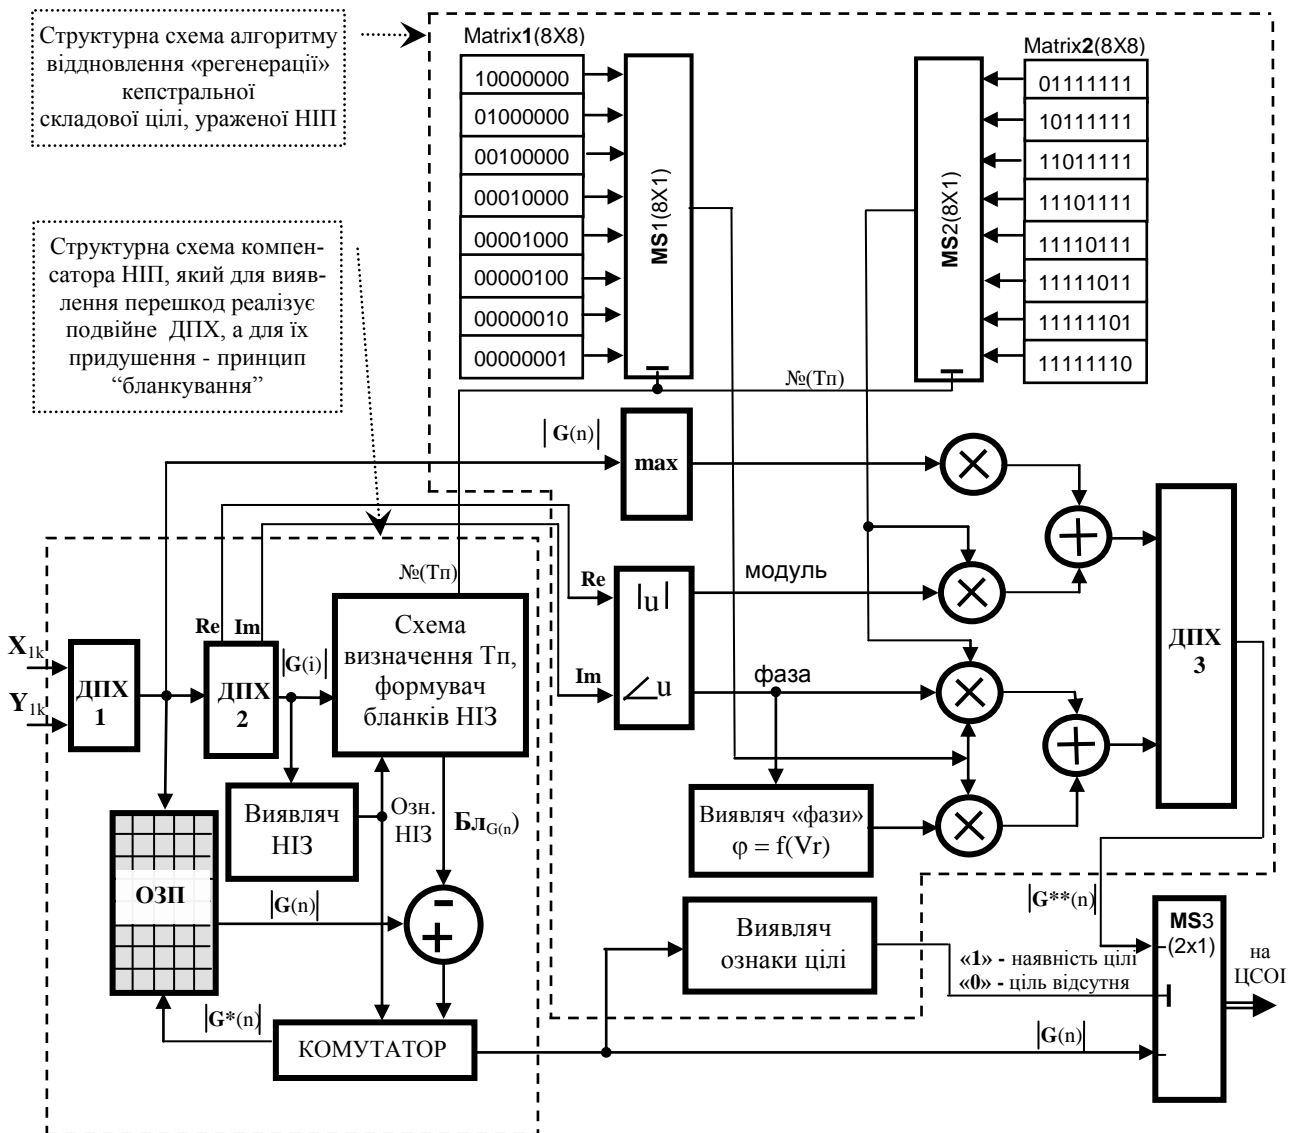 Структурна схема алгоритму
віддновлення «регенерації»
кепстральної
складової цілі, ураженої НІП
Matrix1(8X8)
10000000
01000000
00100000
00010000
00001000
00000100
00000010
00000001
MS1(8X1)
MS2(8X1)
Matrix2(8X8)
01111111
10111111
11011111
11101111
11110111
11111011
11111101
11111110
Структурна схема компен-
сатора НІП, який для вияв-
лення перешкод реалізує
подвійне ДПХ, а для їх
придушення - принцип
“бланкування”
№(Тп)
|G(n)|
max
№(Тп)
Re
модуль
|u|
∠u
Im
фаза
Re Im
X1k
Y1k
ДПХ
1
ДПХ
2
|G(i)|
Схема
визначення Тп,
формувач
бланків НІЗ
ДПХ
3
Виявляч
НІЗ
Озн.
НІЗ
БлG(n)
Виявляч «фази»
φ = f(Vr)
ОЗП
|G(n)|
-
+
|G**(n)|
Виявляч
ознаки цілі
«1» - наявність цілі
«0» - ціль відсутня
MS3
(2x1)
на
ЦСОІ
|G*(n)|
КОМУТАТОР
|G(n)|